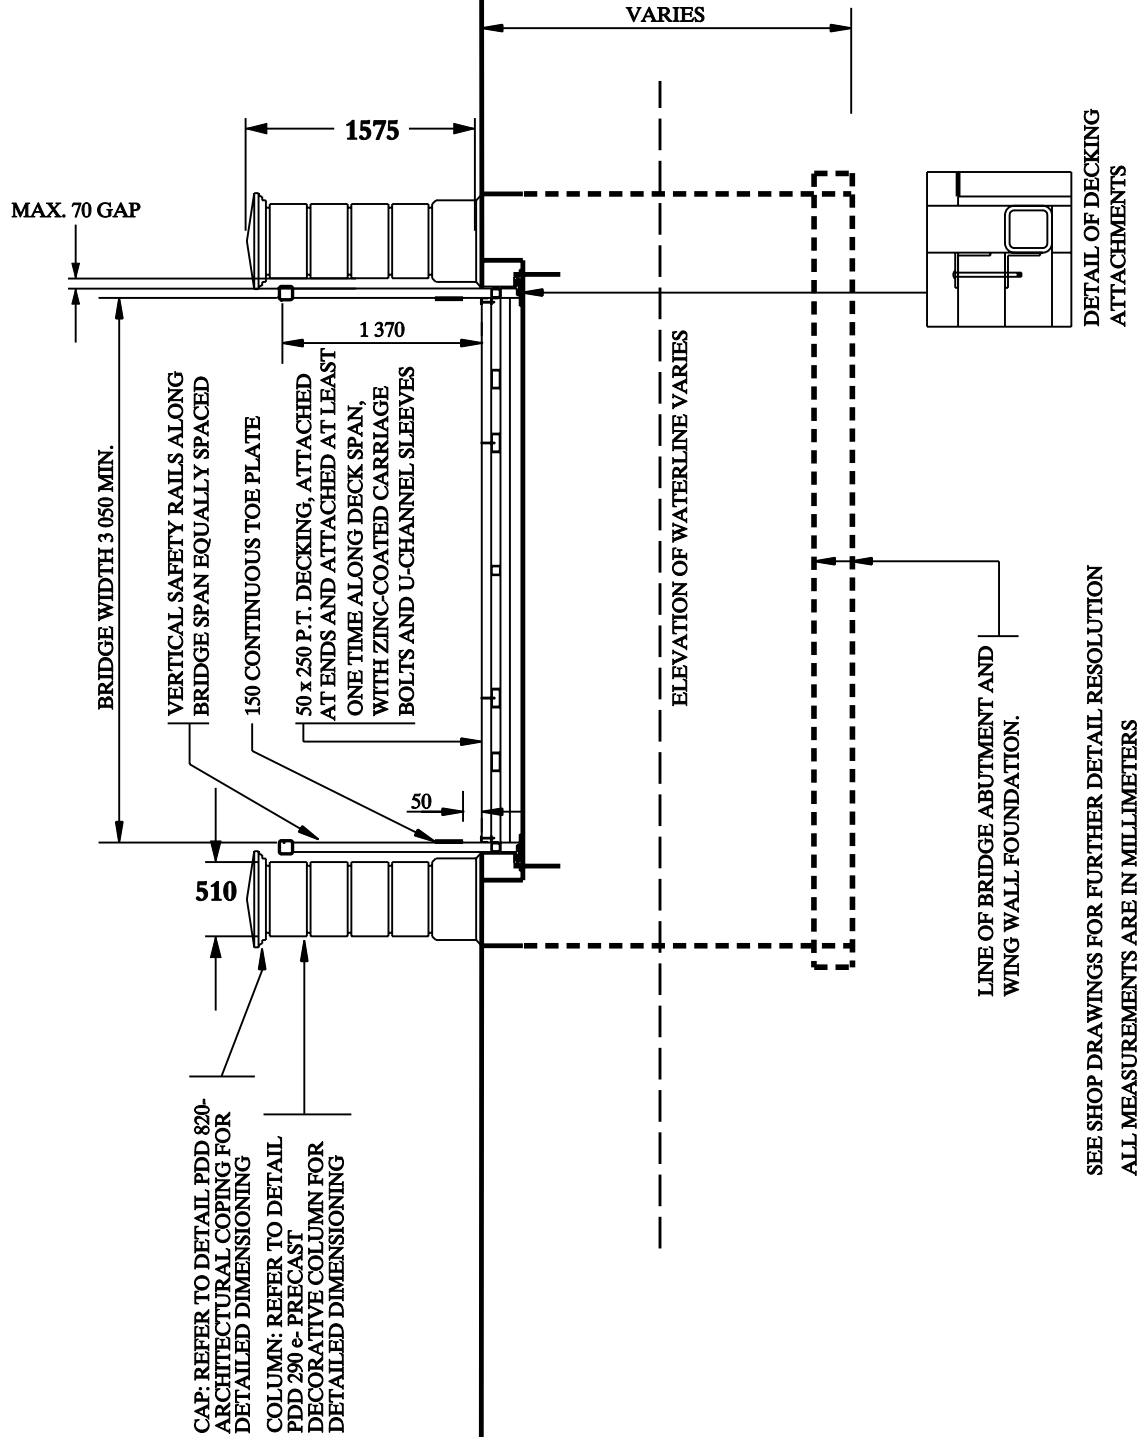 VARIES
1575
MAX. 70 GAP
1 370
50
510
BRIDGE WIDTH 3 050 MIN.
VERTICAL SAFETY RAILS ALONG
BRIDGE SPAN EQUALLY SPACED
150 CONTINUOUS TOE PLATE
50 x 250 P.T. DECKING, ATTACHED
AT ENDS AND ATTACHED AT LEAST
ONE TIME ALONG DECK SPAN,
WITH ZINC-COATED CARRIAGE
BOLTS AND U-CHANNEL SLEEVES
ELEVATION OF WATERLINE VARIES
DETAIL OF DECKING
ATTACHMENTS
LINE OF BRIDGE ABUTMENT AND
WING WALL FOUNDATION.
CAP: REFER TO DETAIL PDD 820-
ARCHITECTURAL COPING FOR
DETAILED DIMENSIONING
COLUMN: REFER TO DETAIL
PDD 290 e- PRECAST
DECORATIVE COLUMN FOR
DETAILED DIMENSIONING
SEE SHOP DRAWINGS FOR FURTHER DETAIL RESOLUTION
ALL MEASUREMENTS ARE IN MILLIMETERS